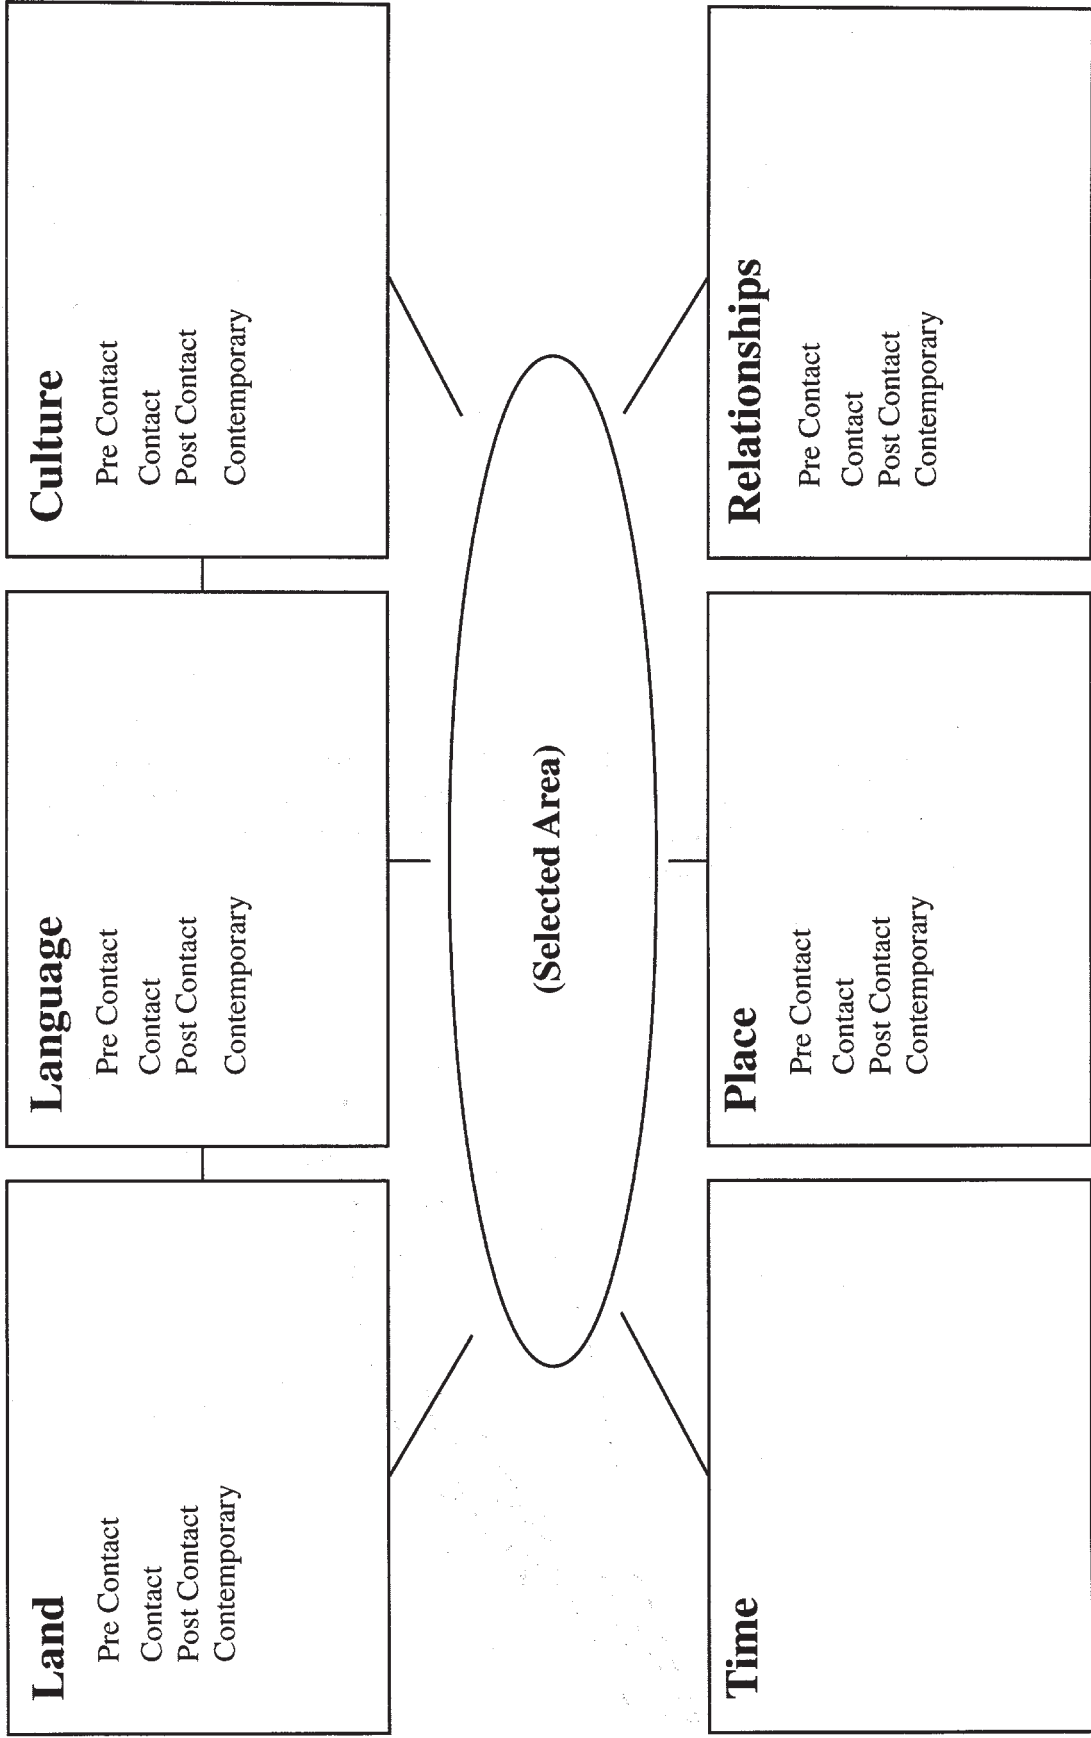 Land
Pre Contact
Contact
Post Contact
Contemporary
Language
Pre Contact
Contact
Post Contact
Contemporary
Culture
Pre Contact
Contact
Post Contact
Contemporary
(Selected Area)
Time
Place
Pre Contact
Contact
Post Contact
Contemporary
Relationships
Pre Contact
Contact
Post Contact
Contemporary